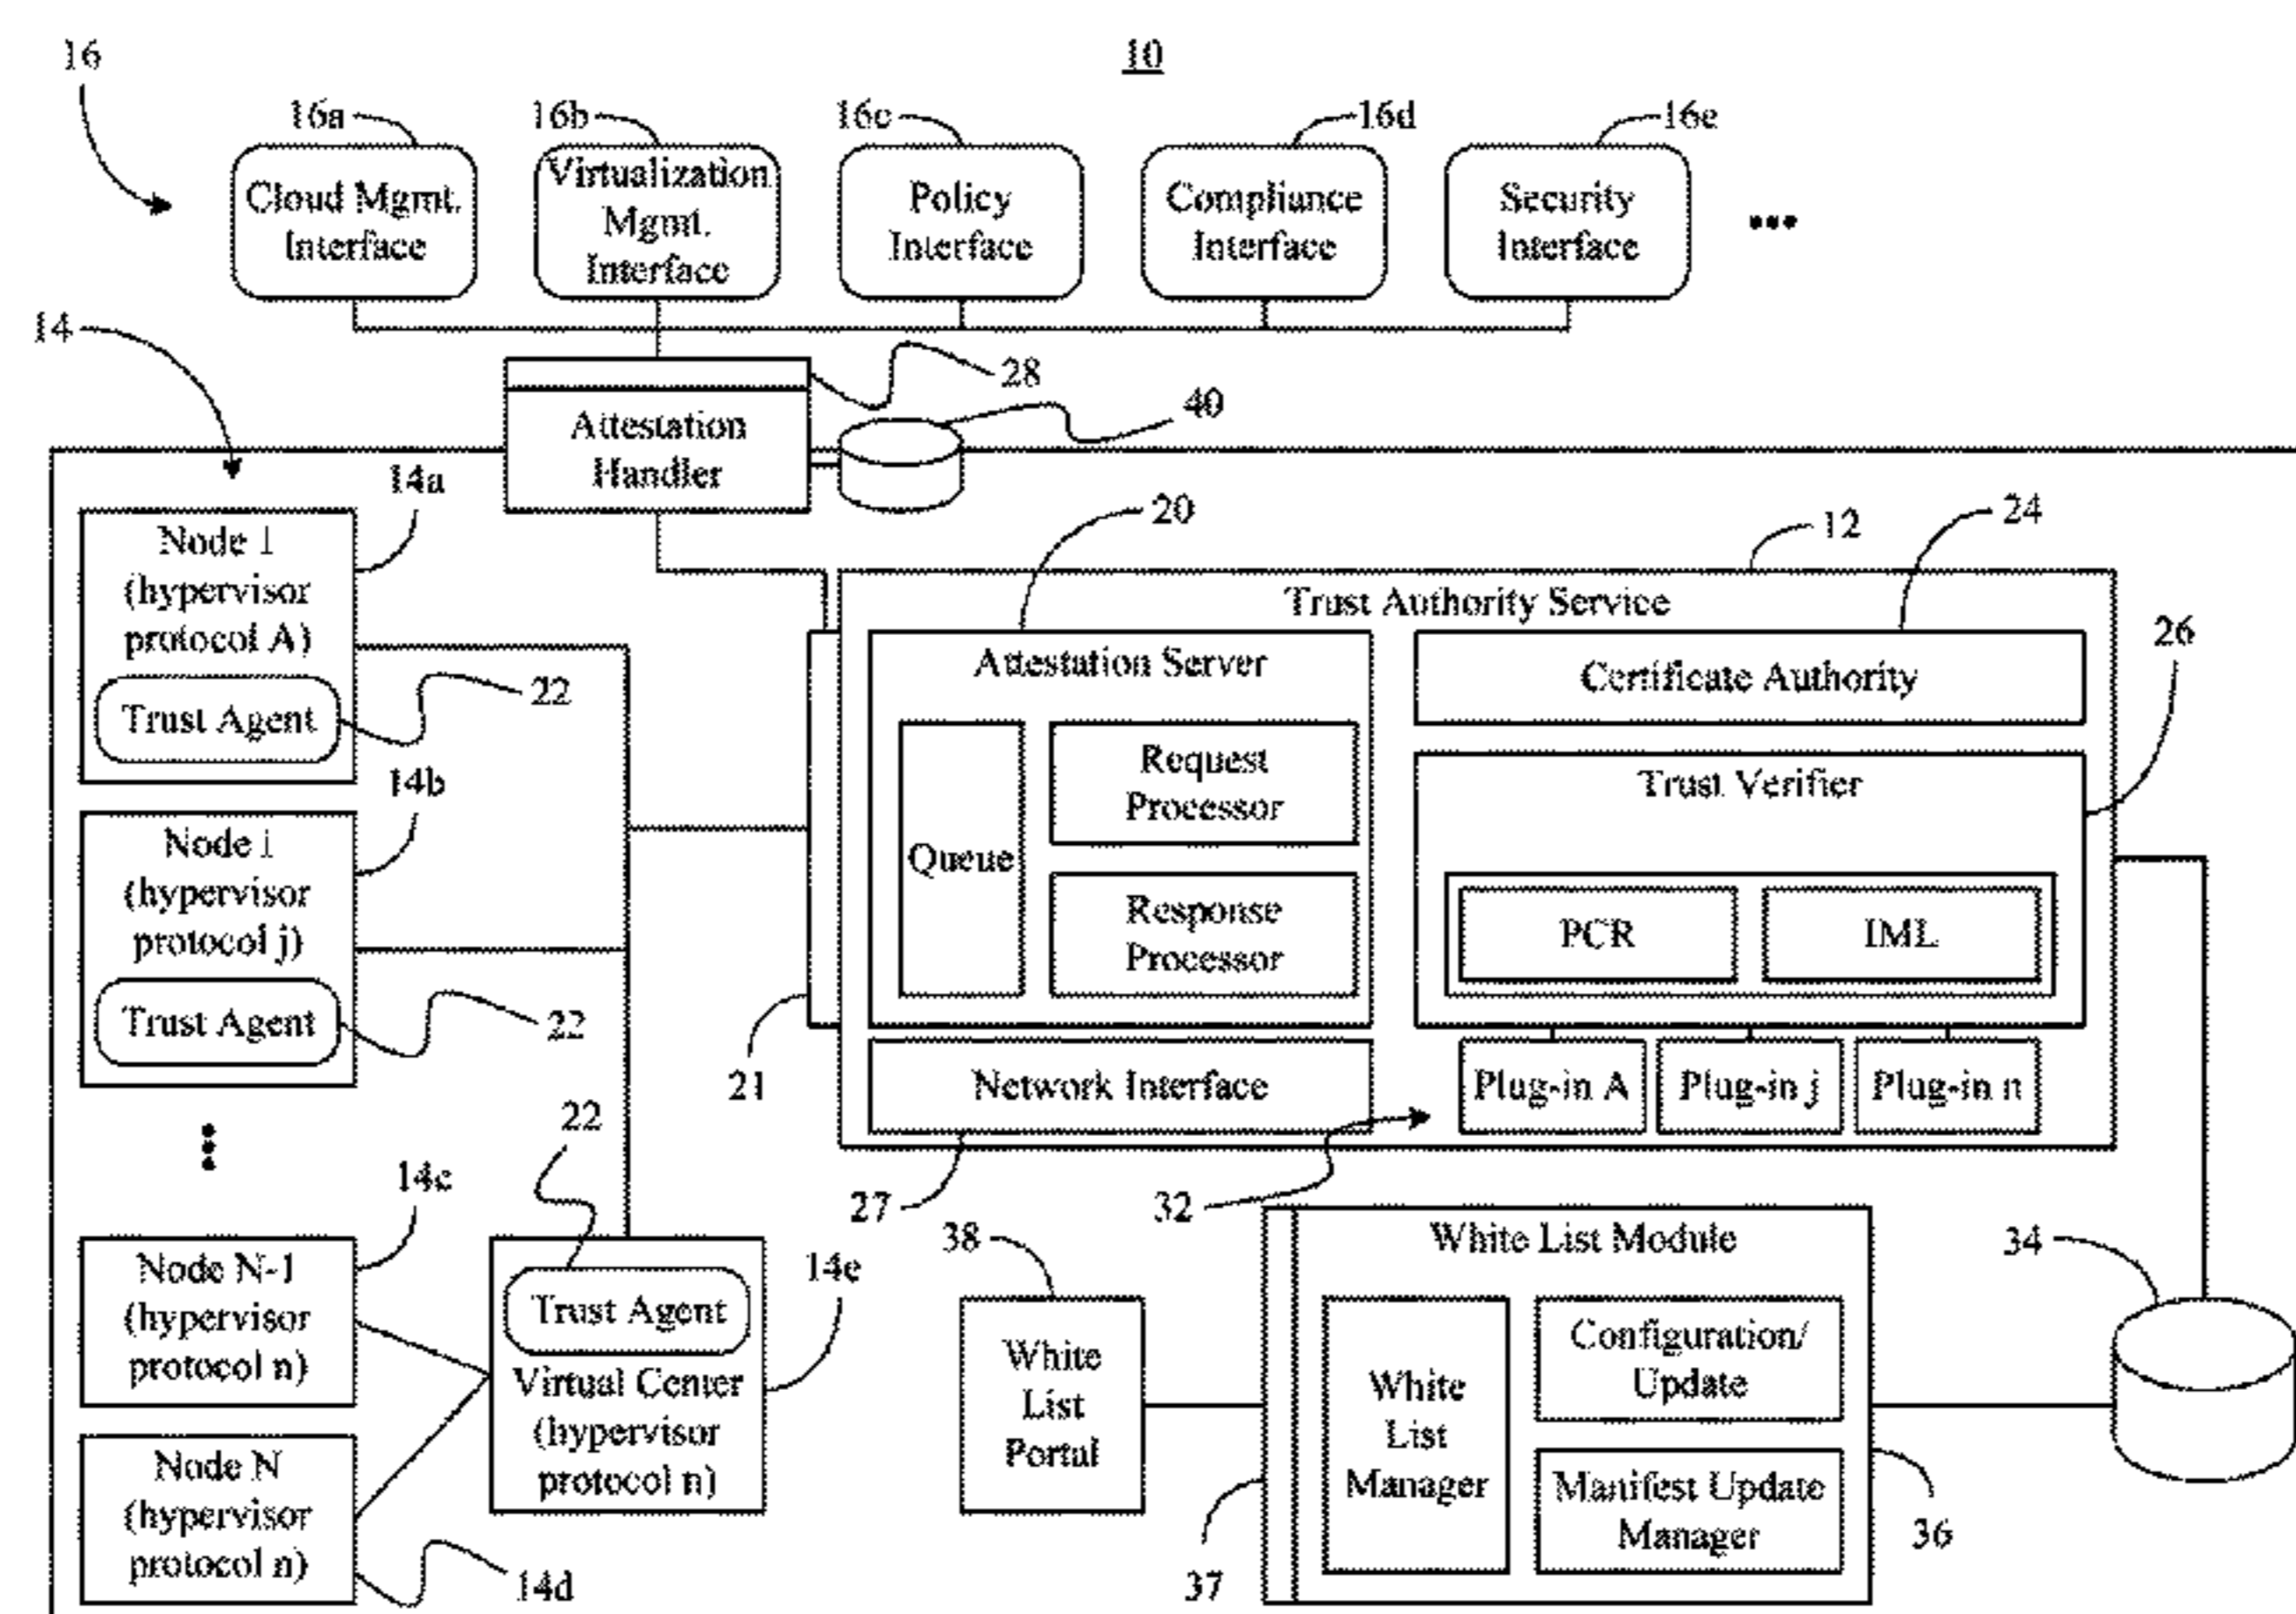 10
16
16a
16b
16c
16d
16e
Cloud Mgmt.
Interface
Virtualization
Mgmt.
Interface
Policy
Interface
Compliance
Interface
Security
Interface
...
14
28
40
Attestation
Handler
14a
Node 1
(hypervisor
protocol A)
Trust Agent
22
14b
Node i
(hypervisor
protocol j)
Trust Agent
22
14c
Node N-1
(hypervisor
protocol n)
Node N
(hypervisor
protocol n)
14d
22
14e
Trust Agent
Virtual Center
(hypervisor
protocol n)
20
12
24
26
Trust Authority Service
Attestation Server
Queue
Request
Processor
Response
Processor
Certificate Authority
Trust Verifier
PCR
IML
21
Network Interface
Plug-in A
Plug-in j
Plug-in n
27
32
38
White
List
Portal
White List Module
White
List
Manager
Configuration/
Update
Manifest Update
Manager
34
36
37